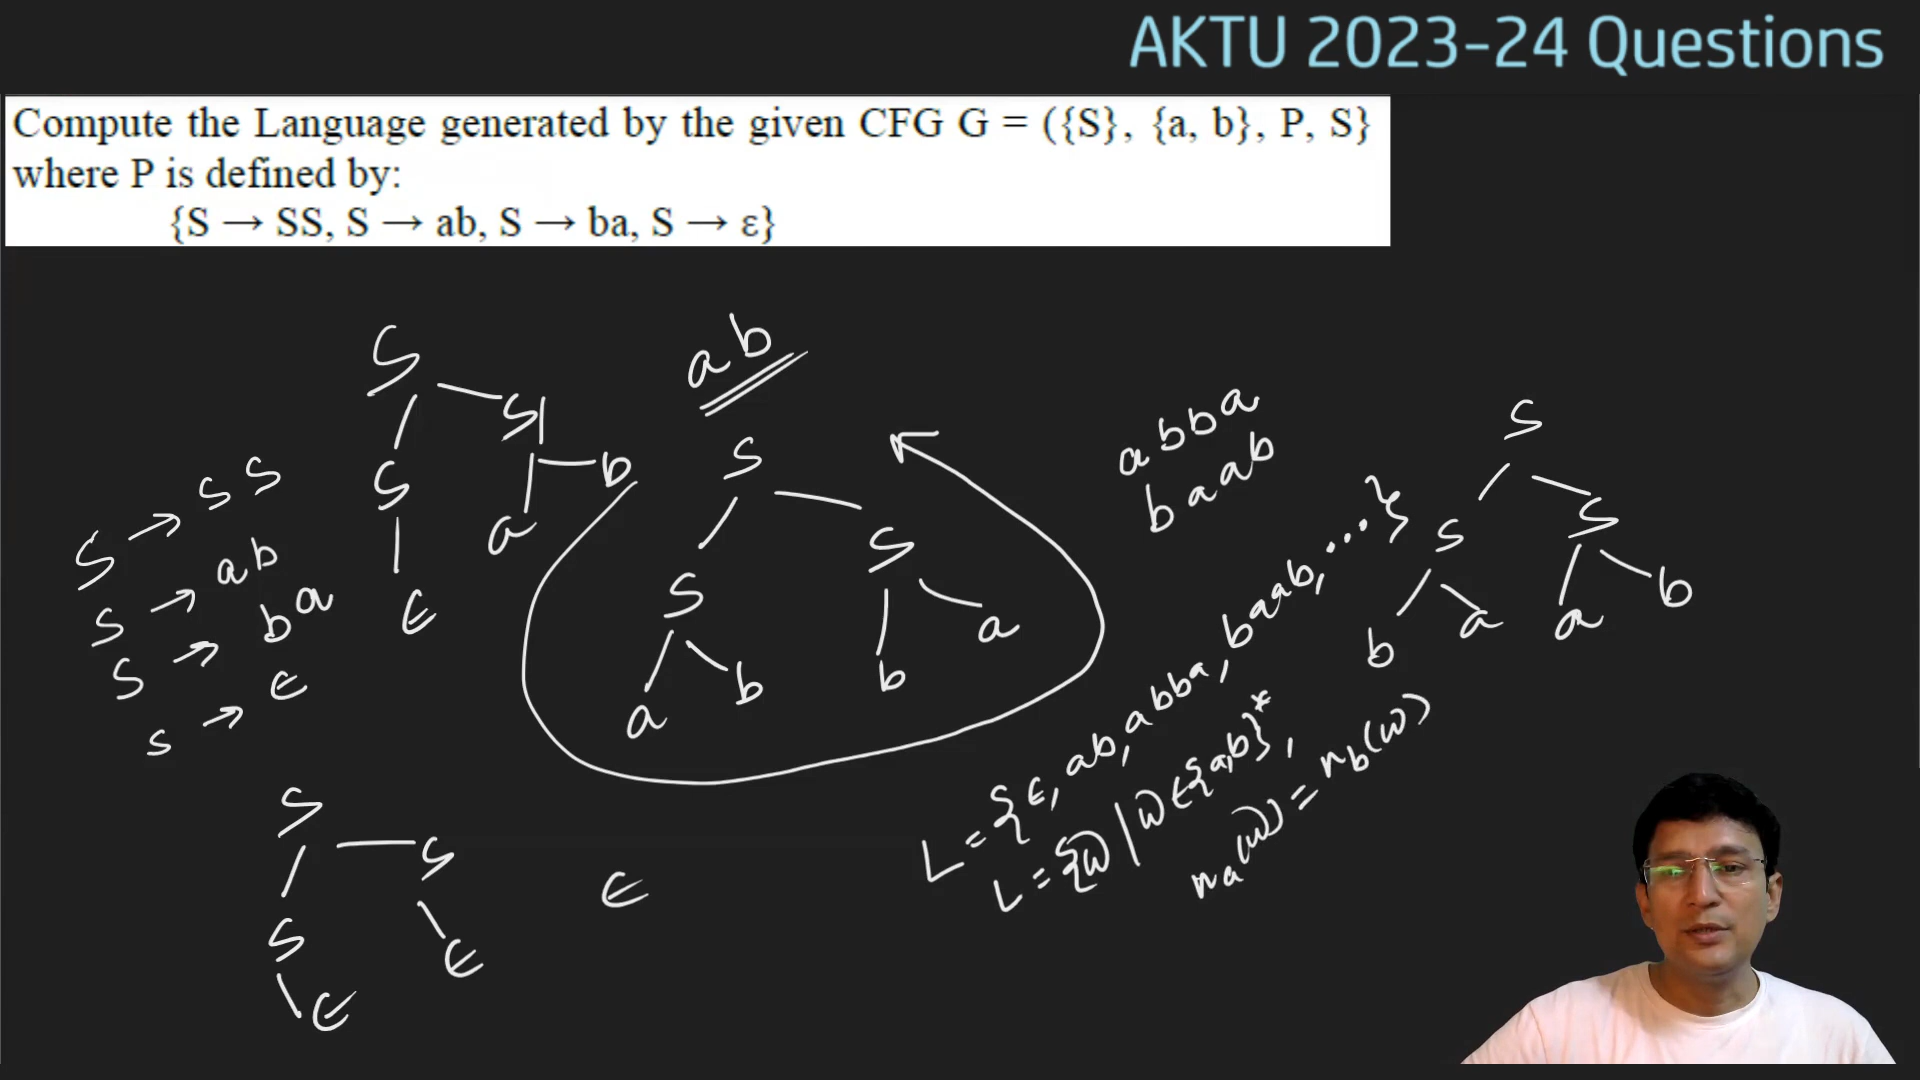 AKTU 2023-24 Questions
Compute the Language generated by the given CFG G = ({S}, {a, b}, P, S}
where P is defined by:
{S → SS, S → ab, S → ba, S → ε}
S → SS
S → ab
S → ba
S → ε
S
S S
ε a b
ab
S
S S
a b b a
abba
baab
S
S S
b a a b
S
S S
ε ε
ε
L = {ε, ab, abba, baab, ...}
L = {w | w ε {a,b}*,
na(w) = nb(w)